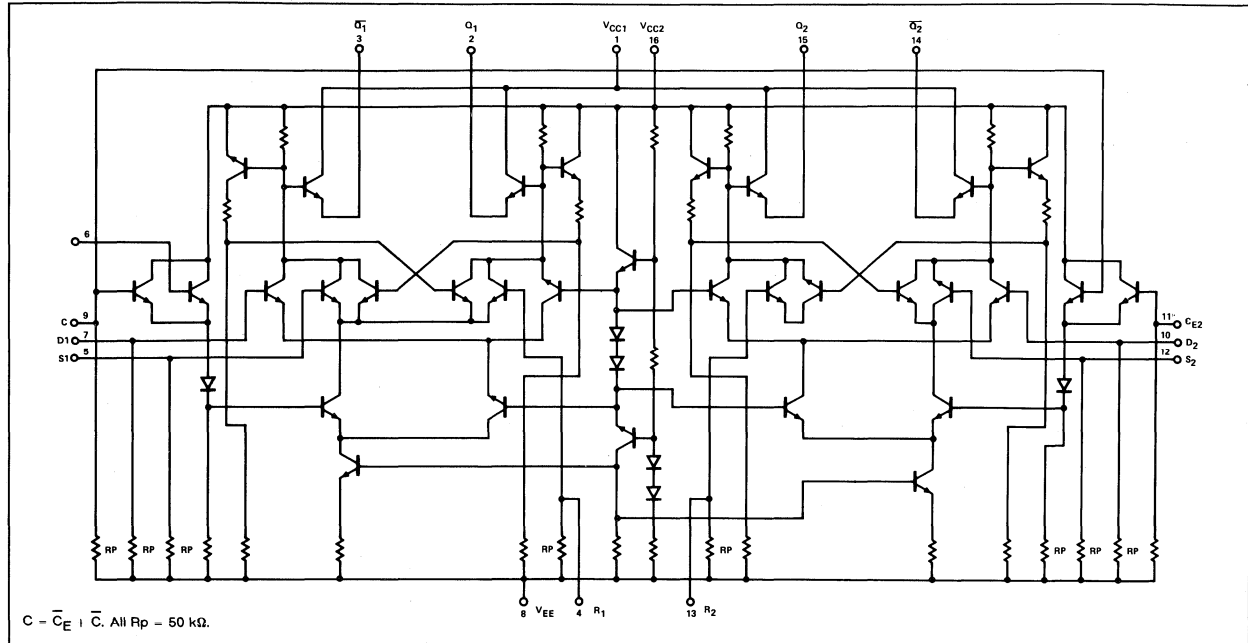 Q̅1 Q1 VCC1 VCC2 Q2 Q̅2
3 2 1 16 15 14
6
C 9
D1 7
S1 5
11 CE2
10 D2
12 S2
RP RP RP RP RP RP RP
8 VEE 4 R1 13 R2
C = C̅E + C̅. All Rp = 50 kΩ.